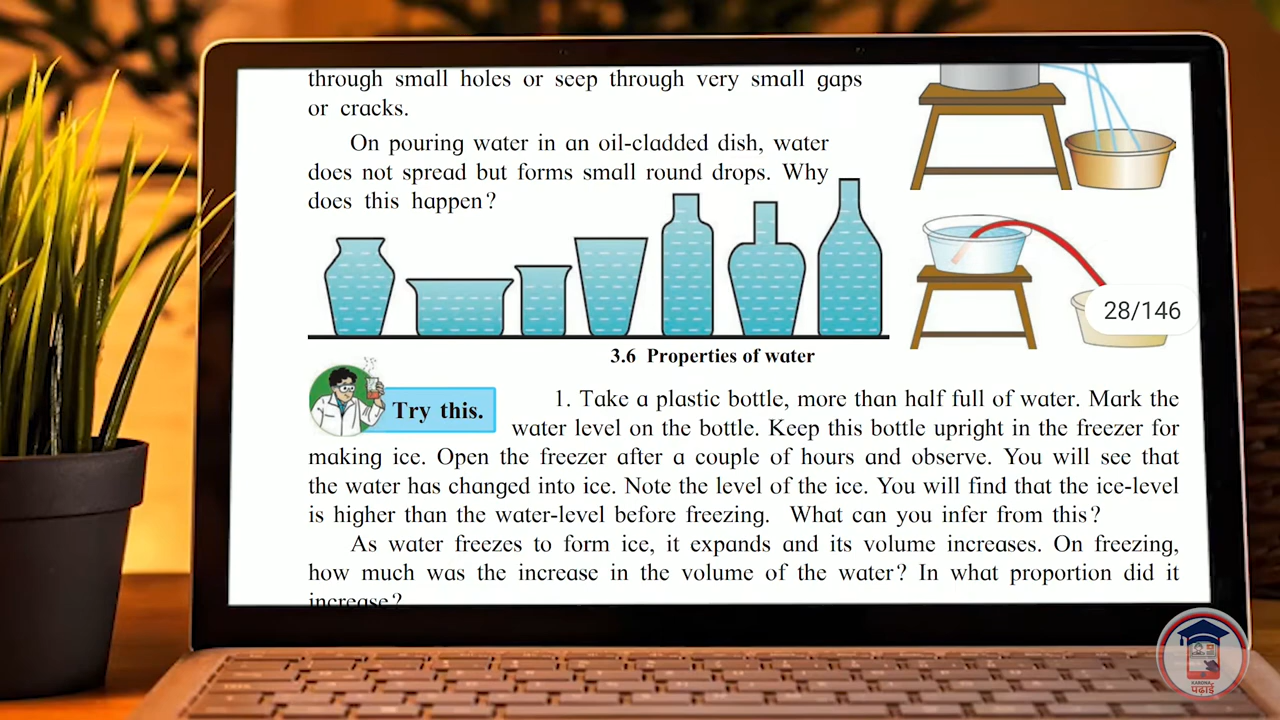 through small holes or seep through very small gaps
or cracks.
On pouring water in an oil-cladded dish, water
does not spread but forms small round drops. Why
does this happen?
28/146
3.6 Properties of water
Try this.
1. Take a plastic bottle, more than half full of water. Mark the
water level on the bottle. Keep this bottle upright in the freezer for
making ice. Open the freezer after a couple of hours and observe. You will see that
the water has changed into ice. Note the level of the ice. You will find that the ice-level
is higher than the water-level before freezing. What can you infer from this?
As water freezes to form ice, it expands and its volume increases. On freezing,
how much was the increase in the volume of the water? In what proportion did it
increase?
KARONA
पढाई